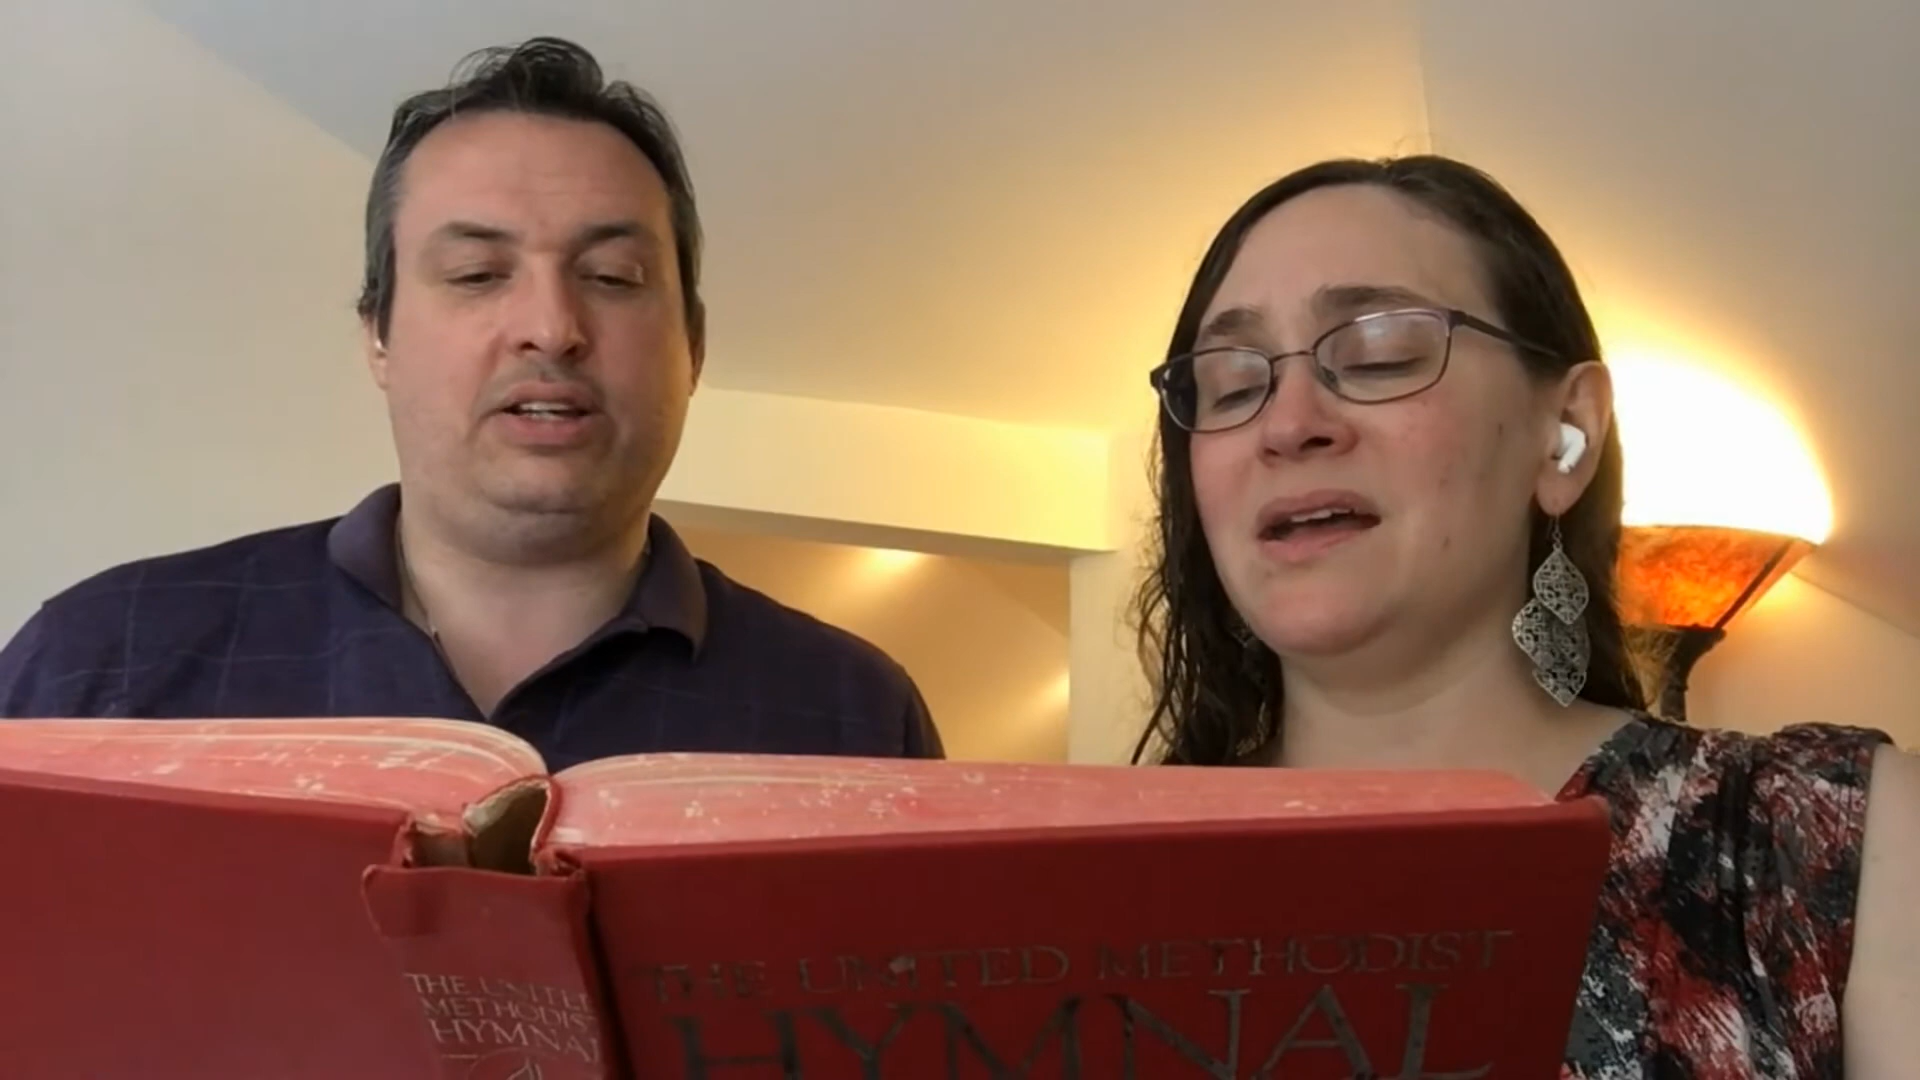 THE UNITED
METHODIST
HYMNAL
THE UNITED METHODIST
HYMNAL